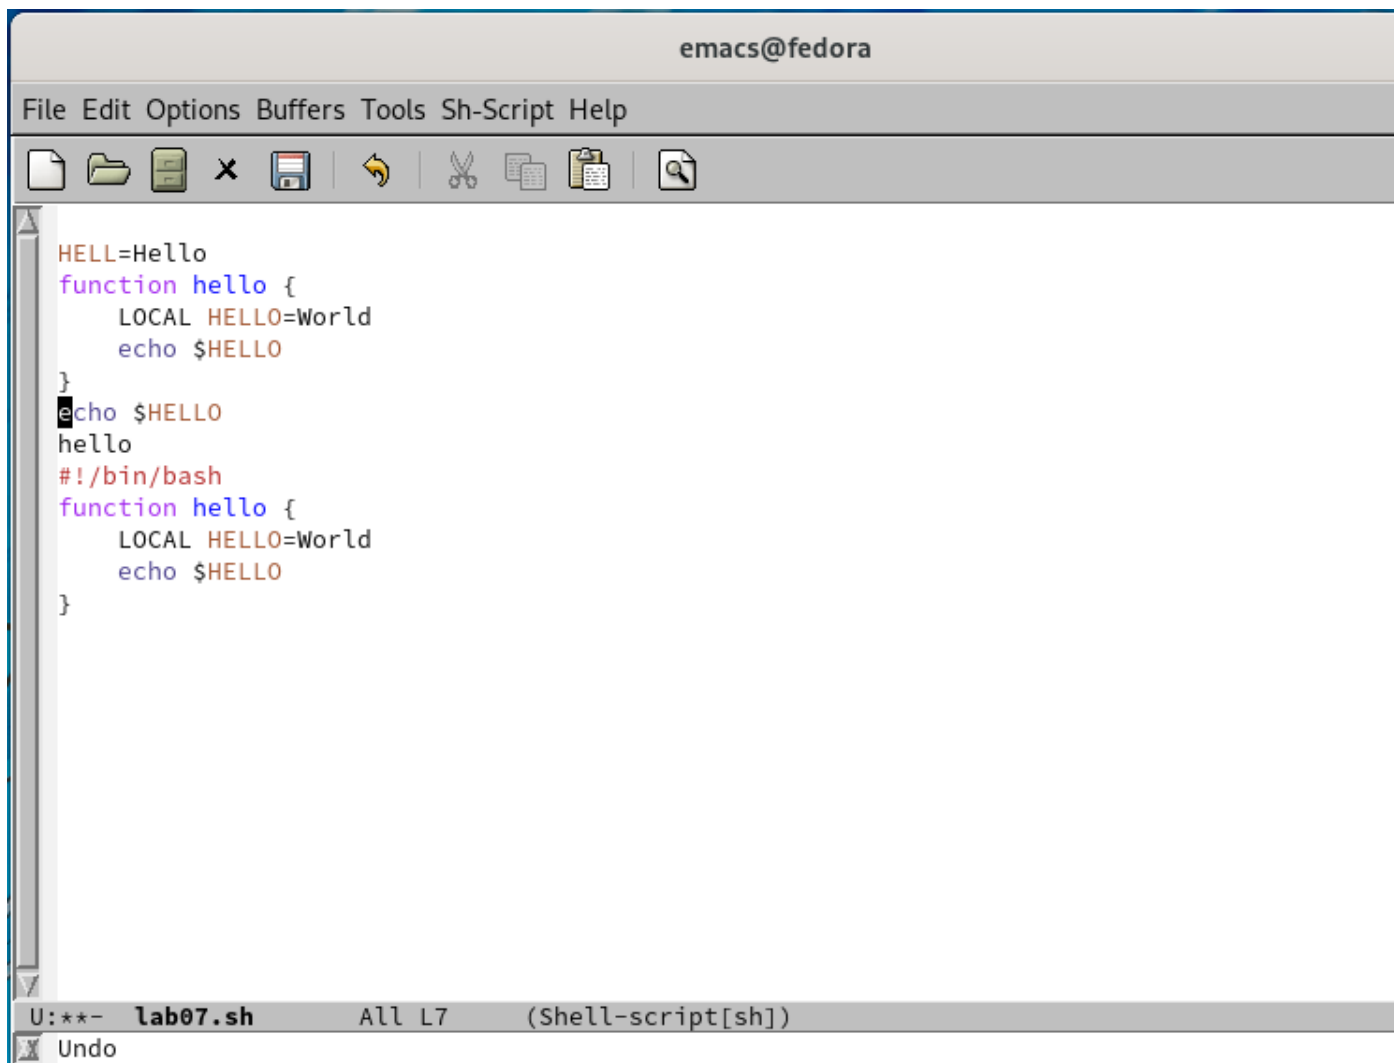 emacs@fedora
File Edit Options Buffers Tools Sh-Script Help
HELL=Hello
function hello {
    LOCAL HELLO=World
    echo $HELLO
}
echo $HELLO
hello
#!/bin/bash
function hello {
    LOCAL HELLO=World
    echo $HELLO
}
U:**-  lab07.sh       All L7     (Shell-script[sh])
Undo